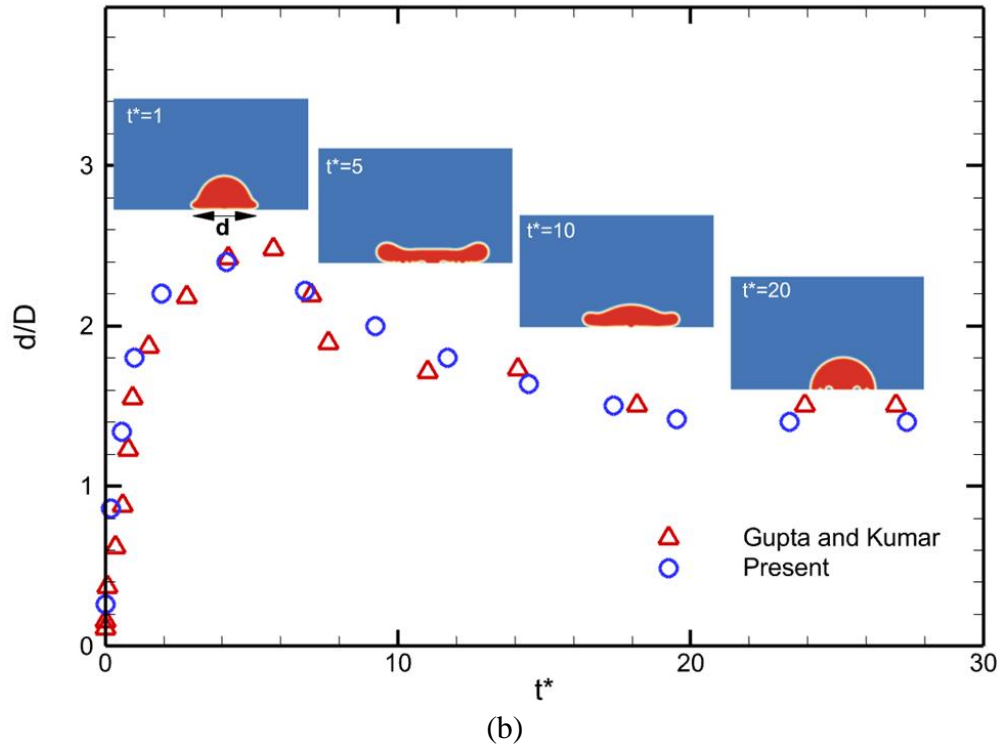 t*=1
d
t*=5
t*=10
t*=20
d/D
3
2
1
0
Gupta and Kumar
Present
0 10 20 30
t*
(b)